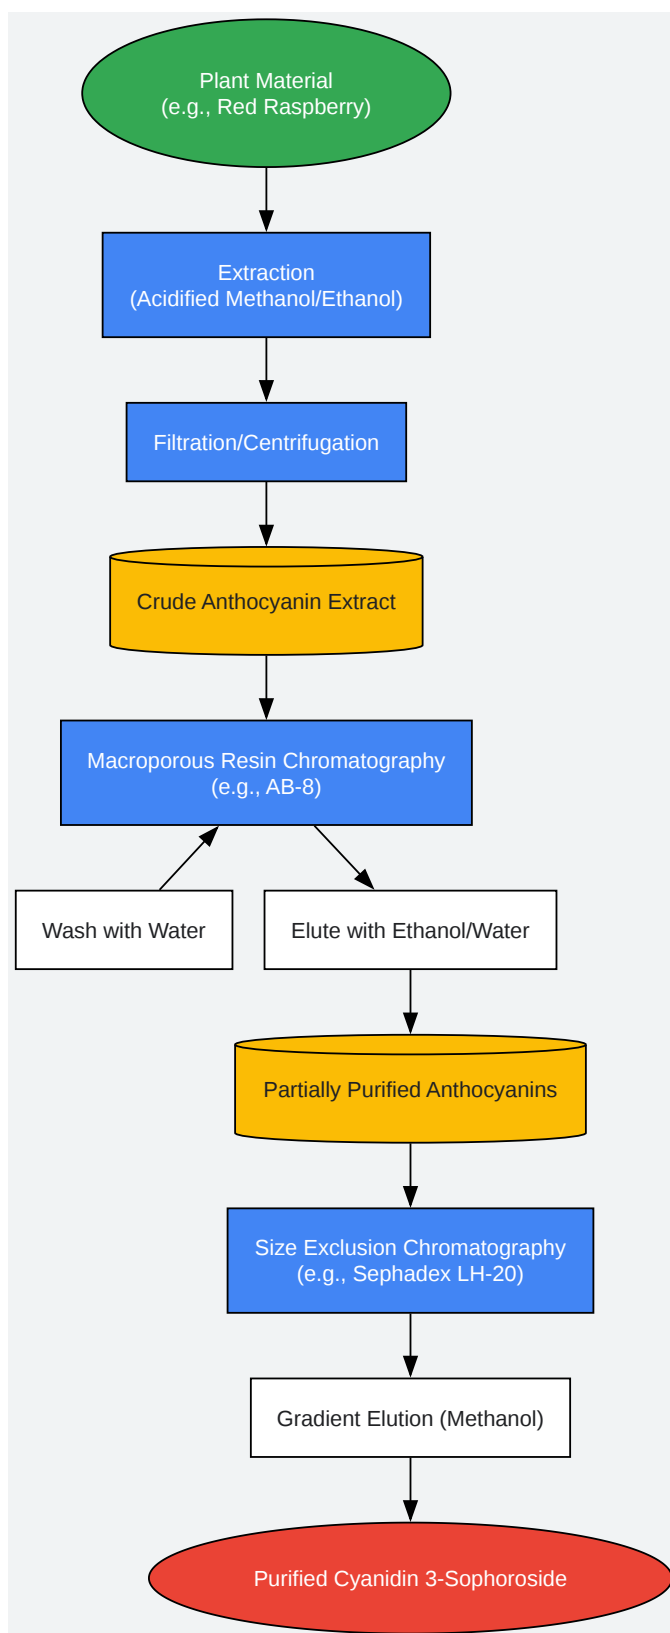 Plant Material
(e.g., Red Raspberry)
Extraction
(Acidified Methanol/Ethanol)
Filtration/Centrifugation
Crude Anthocyanin Extract
Macroporous Resin Chromatography
(e.g., AB-8)
Wash with Water
Elute with Ethanol/Water
Partially Purified Anthocyanins
Size Exclusion Chromatography
(e.g., Sephadex LH-20)
Gradient Elution (Methanol)
Purified Cyanidin 3-Sophoroside